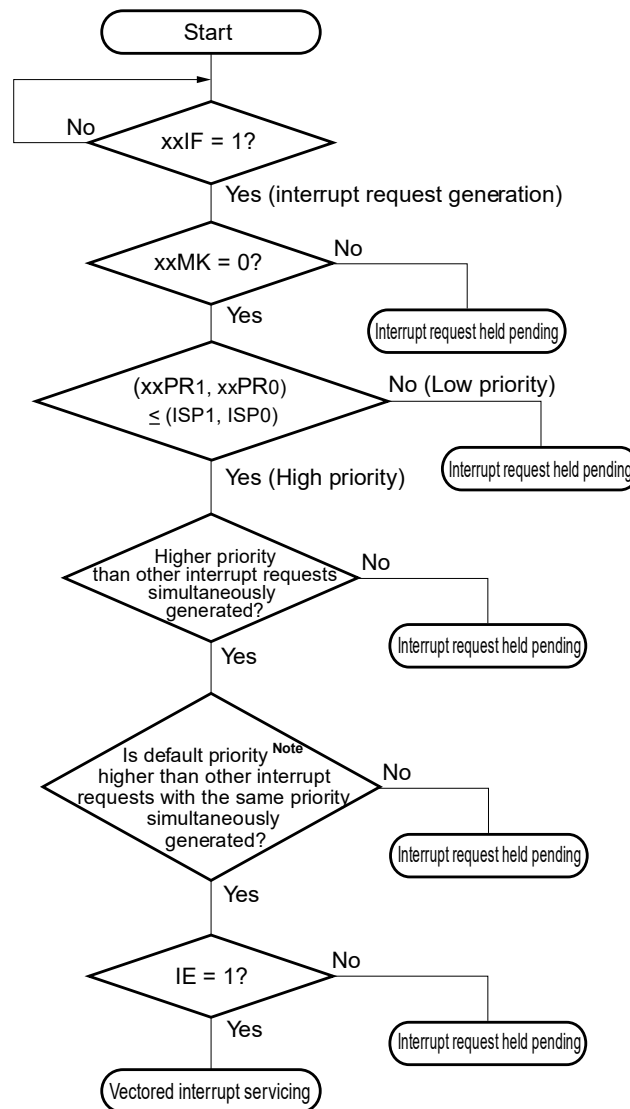 Start
No
xxIF = 1?
Yes (interrupt request generation)
No
xxMK = 0?
Yes
Interrupt request held pending
(xxPR1, xxPR0)
≤ (ISP1, ISP0)
No (Low priority)
Interrupt request held pending
Yes (High priority)
Higher priority
than other interrupt requests
simultaneously
generated?
No
Interrupt request held pending
Yes
Is default priority Note
higher than other interrupt
requests with the same priority
simultaneously
generated?
No
Interrupt request held pending
Yes
IE = 1?
No
Yes
Interrupt request held pending
Vectored interrupt servicing